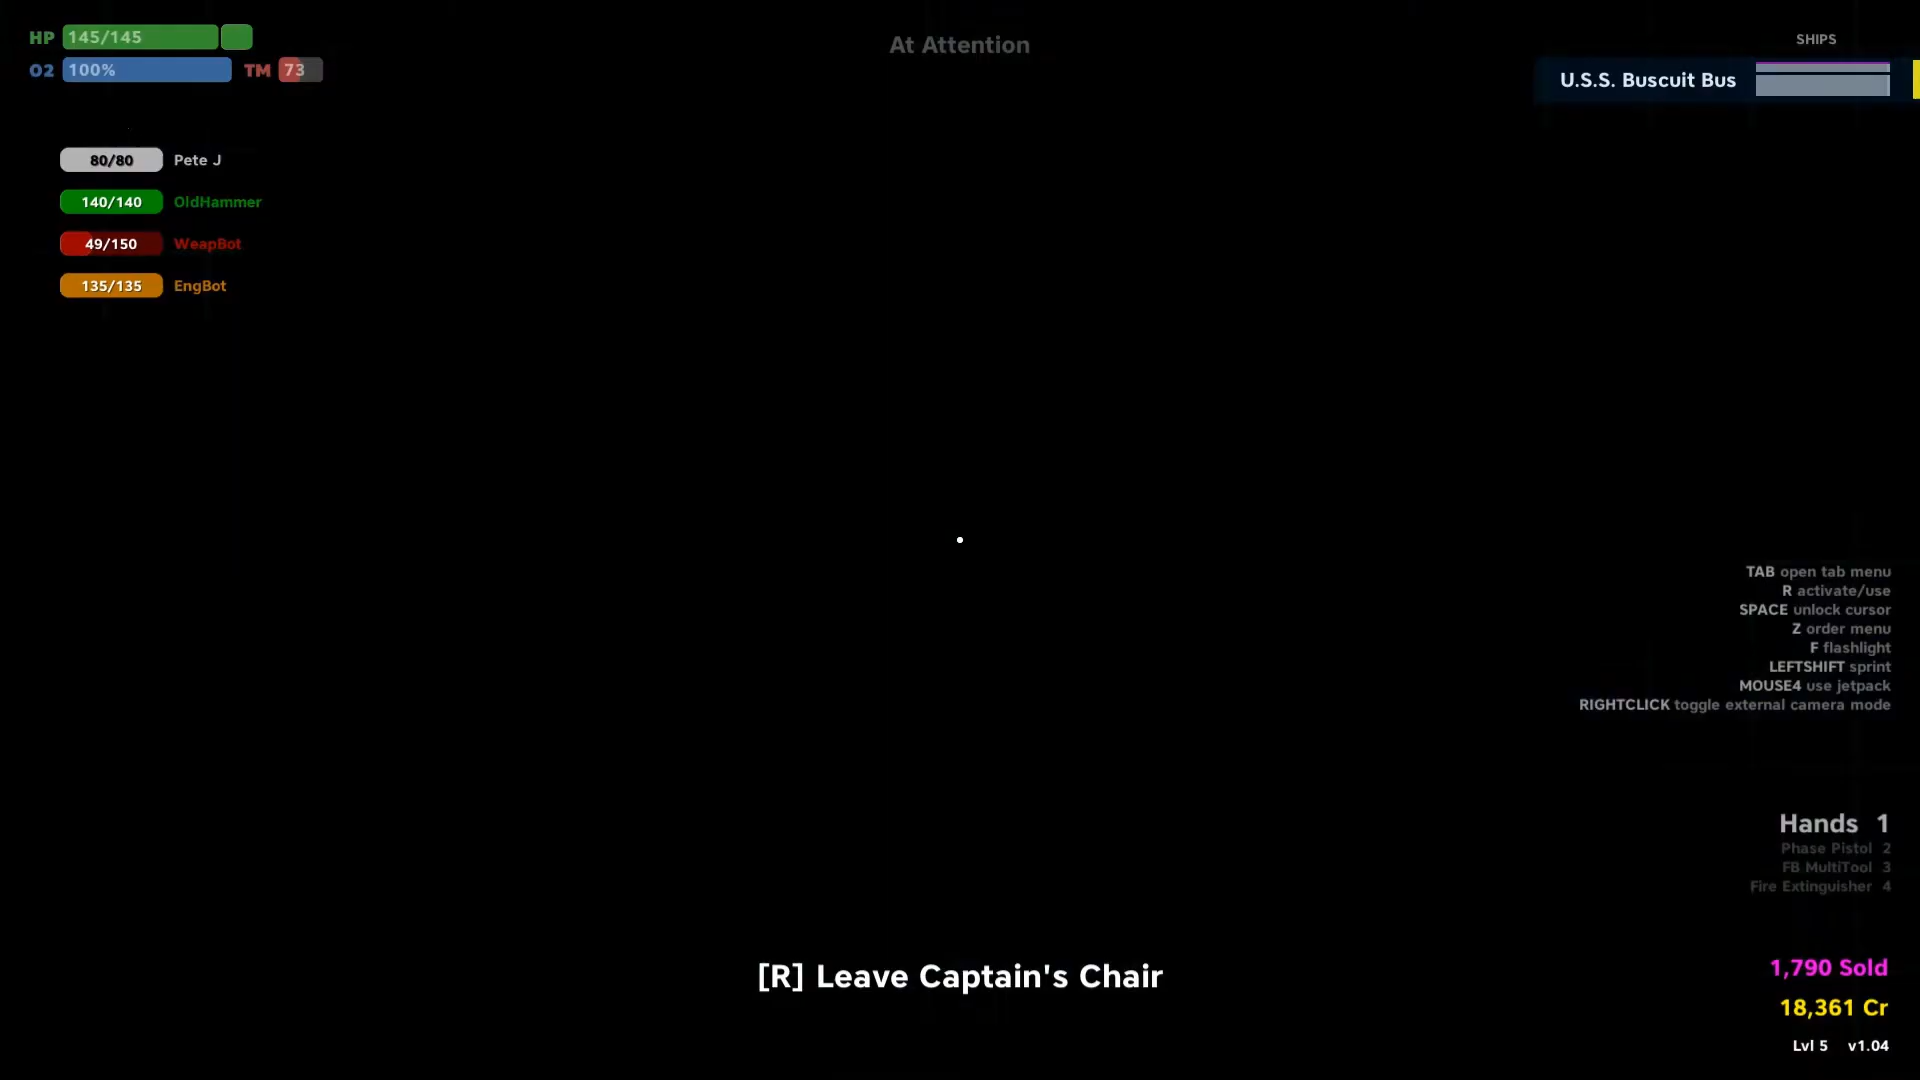 HP 145/145
O2 100% TM 73
At Attention
SHIPS
U.S.S. Buscuit Bus
80/80 Pete J
140/140 OldHammer
49/150 WeapBot
135/135 EngBot
TAB open tab menu
R activate/use
SPACE unlock cursor
Z order menu
F flashlight
LEFTSHIFT sprint
MOUSE4 use jetpack
RIGHTCLICK toggle external camera mode
Hands 1
Phase Pistol 2
FB MultiTool 3
Fire Extinguisher 4
[R] Leave Captain's Chair
1,790 Sold
18,361 Cr
Lvl 5 v1.04